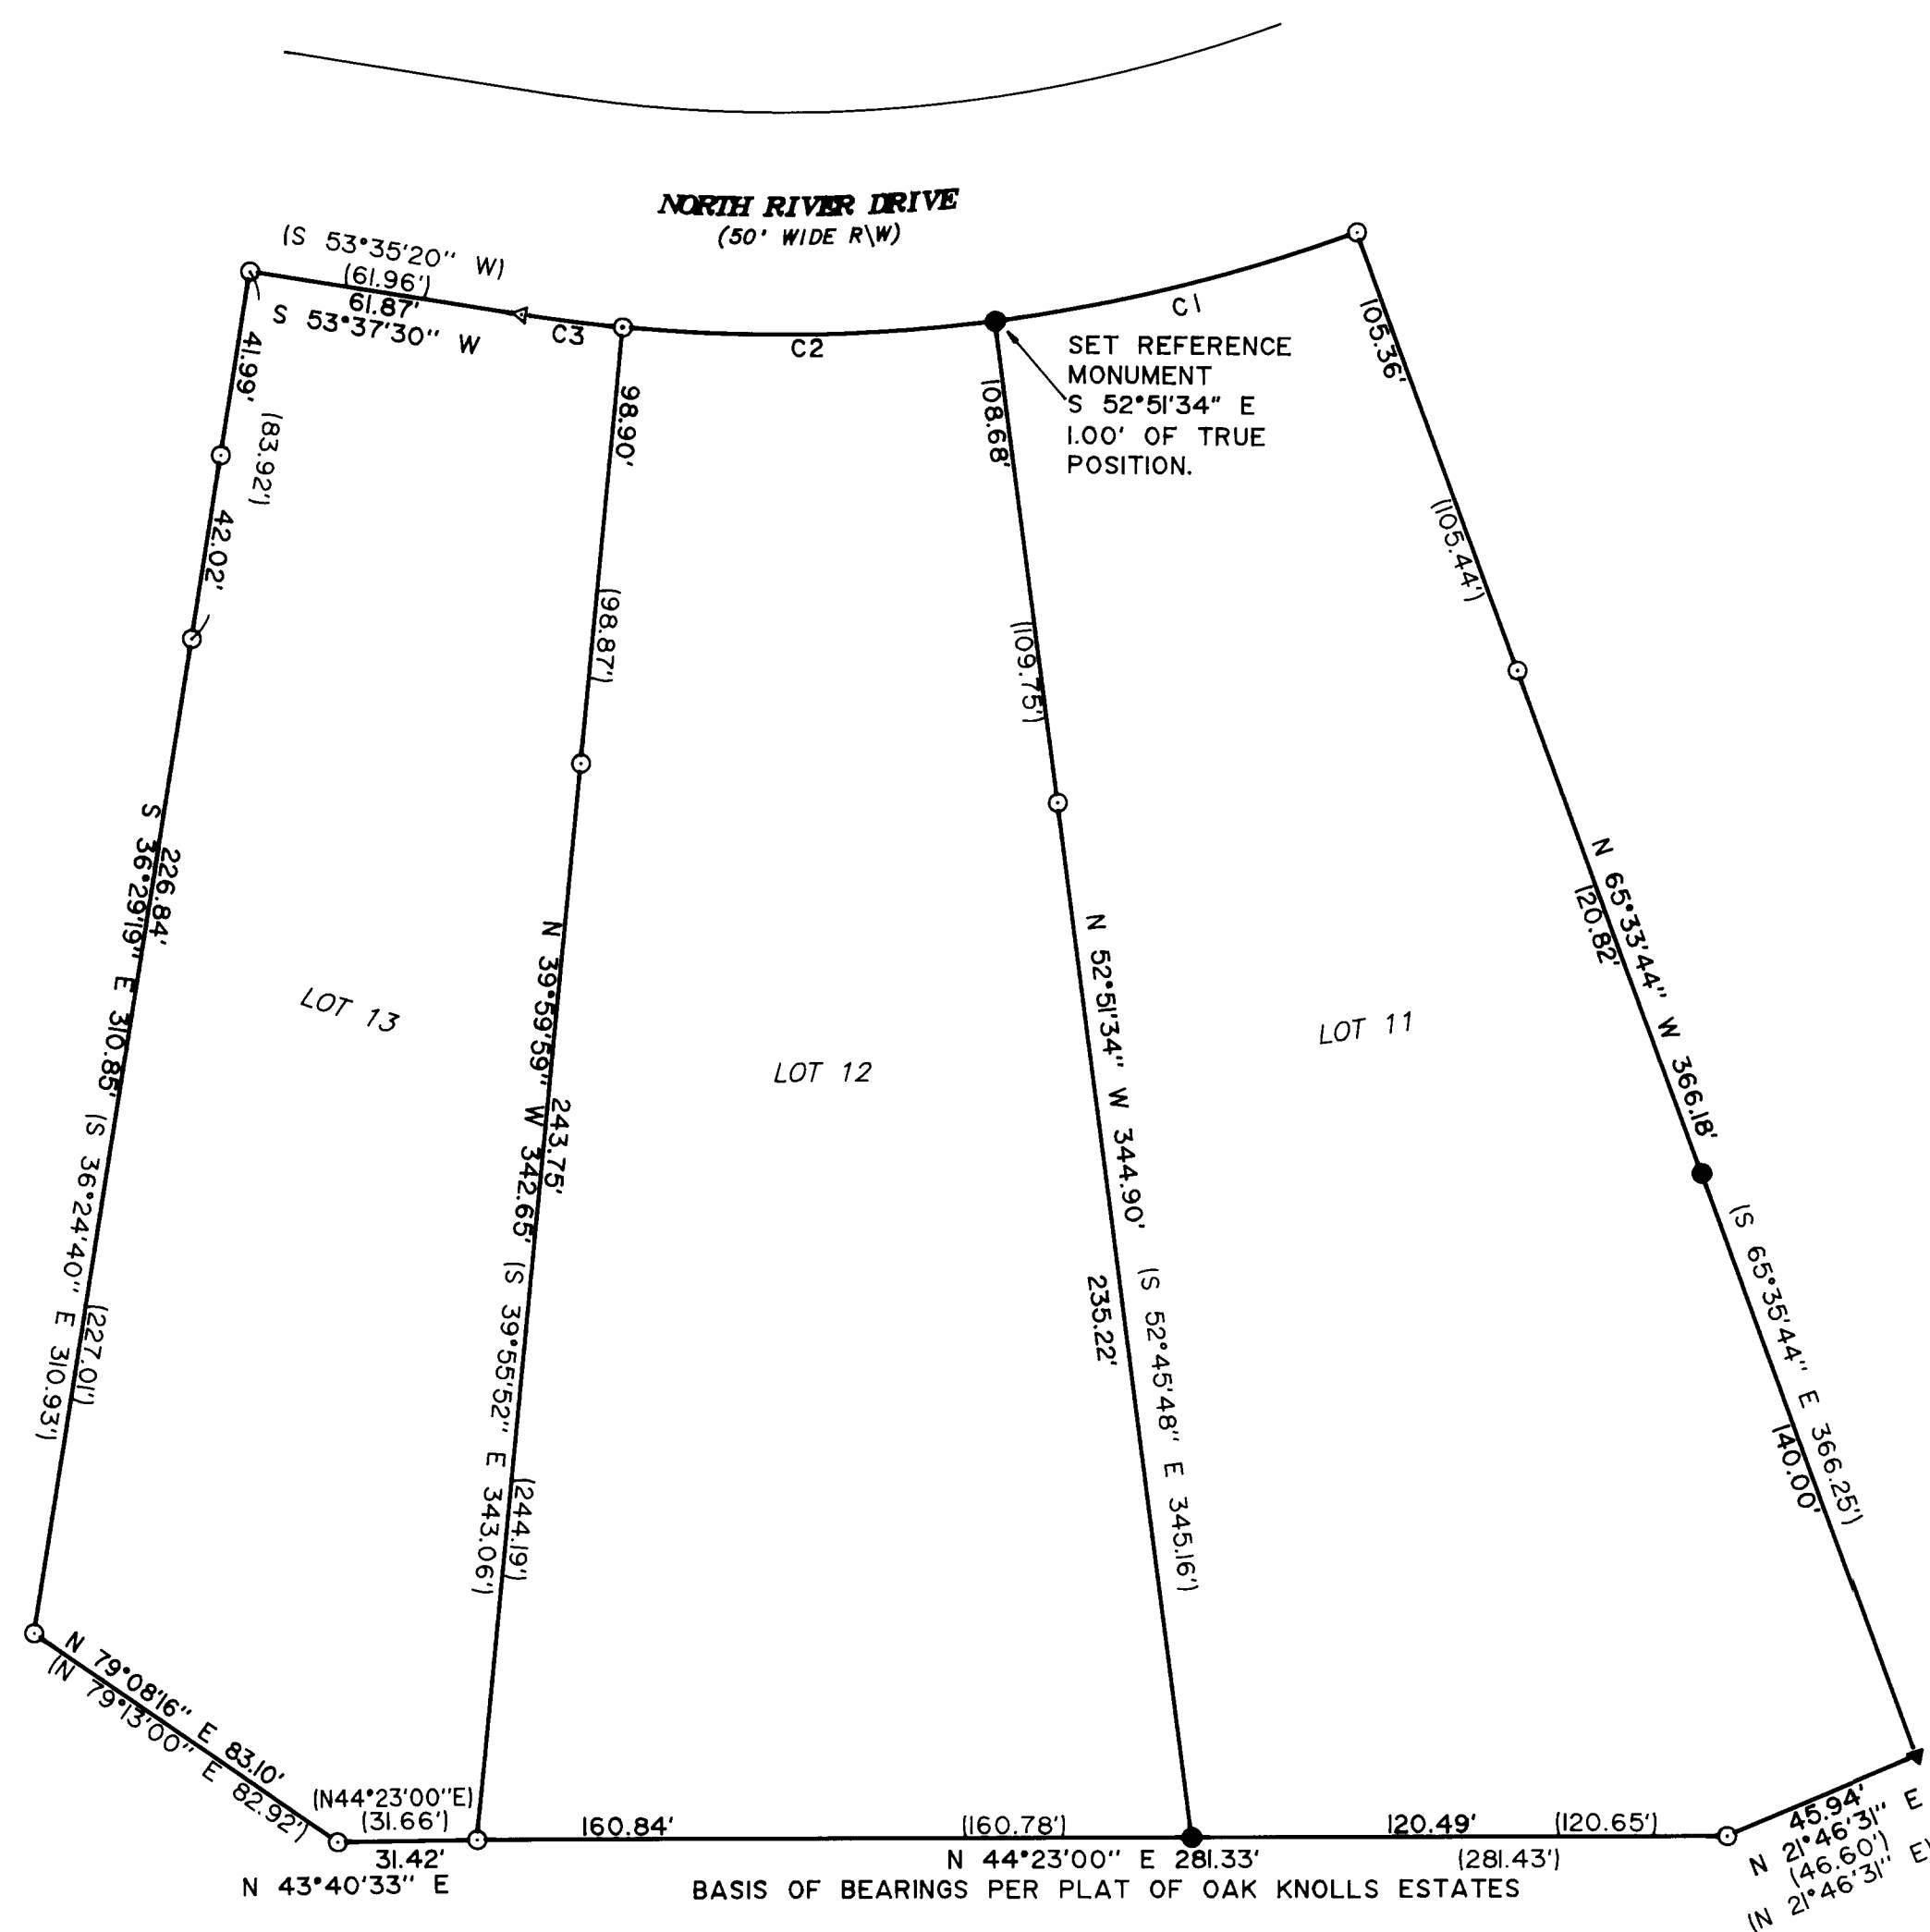 NORTH RIVER DRIVE
(50' WIDE R\W)
(S 53°35'20" W)
(61.96')
61.87'
S 53°37'30" W
C3
C2
C1
SET REFERENCE
MONUMENT
S 52°51'34" E
1.00' OF TRUE
POSITION.
41.99'
(83.92')
42.02'
98.90'
(98.87')
108.68'
(109.75')
105.36'
(105.44')
226.84'
S 36°29'19" E 310.85' (S 36°24'40" E 310.93')
(227.01')
N 39°59'59" W 342.65' (S 39°55'52" E 343.06')
243.75'
(244.19')
N 52°51'34" W 344.90' (S 52°45'48" E 345.16')
235.22'
N 65°33'44" W 366.18'
(120.82'
(S 65°35'44" E 366.25')
140.00'
LOT 13
LOT 12
LOT 11
N 79°08'16" E 83.10'
(N 79°13'00" E 82.92')
(N44°23'00"E)
(31.66')
31.42'
N 43°40'33" E
160.84'
(160.78')
120.49'
(120.65')
N 44°23'00" E 281.33'
(281.43')
BASIS OF BEARINGS PER PLAT OF OAK KNOLLS ESTATES
45.94'
N 21°46'31" E
(46.60')
(N 21°46'31" E)